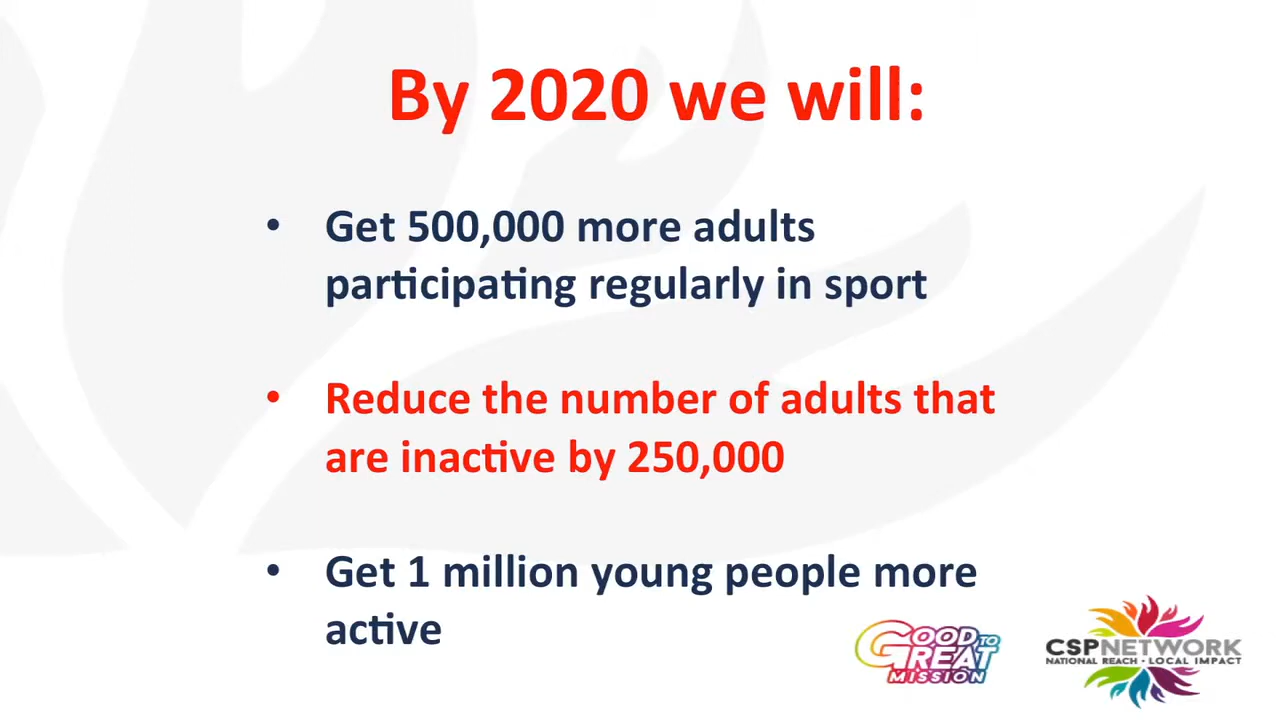 By 2020 we will:
• Get 500,000 more adults
participating regularly in sport
• Reduce the number of adults that
are inactive by 250,000
• Get 1 million young people more
active
GOOD TO
GREAT
MISSION
CSPNETWORK
NATIONAL REACH • LOCAL IMPACT